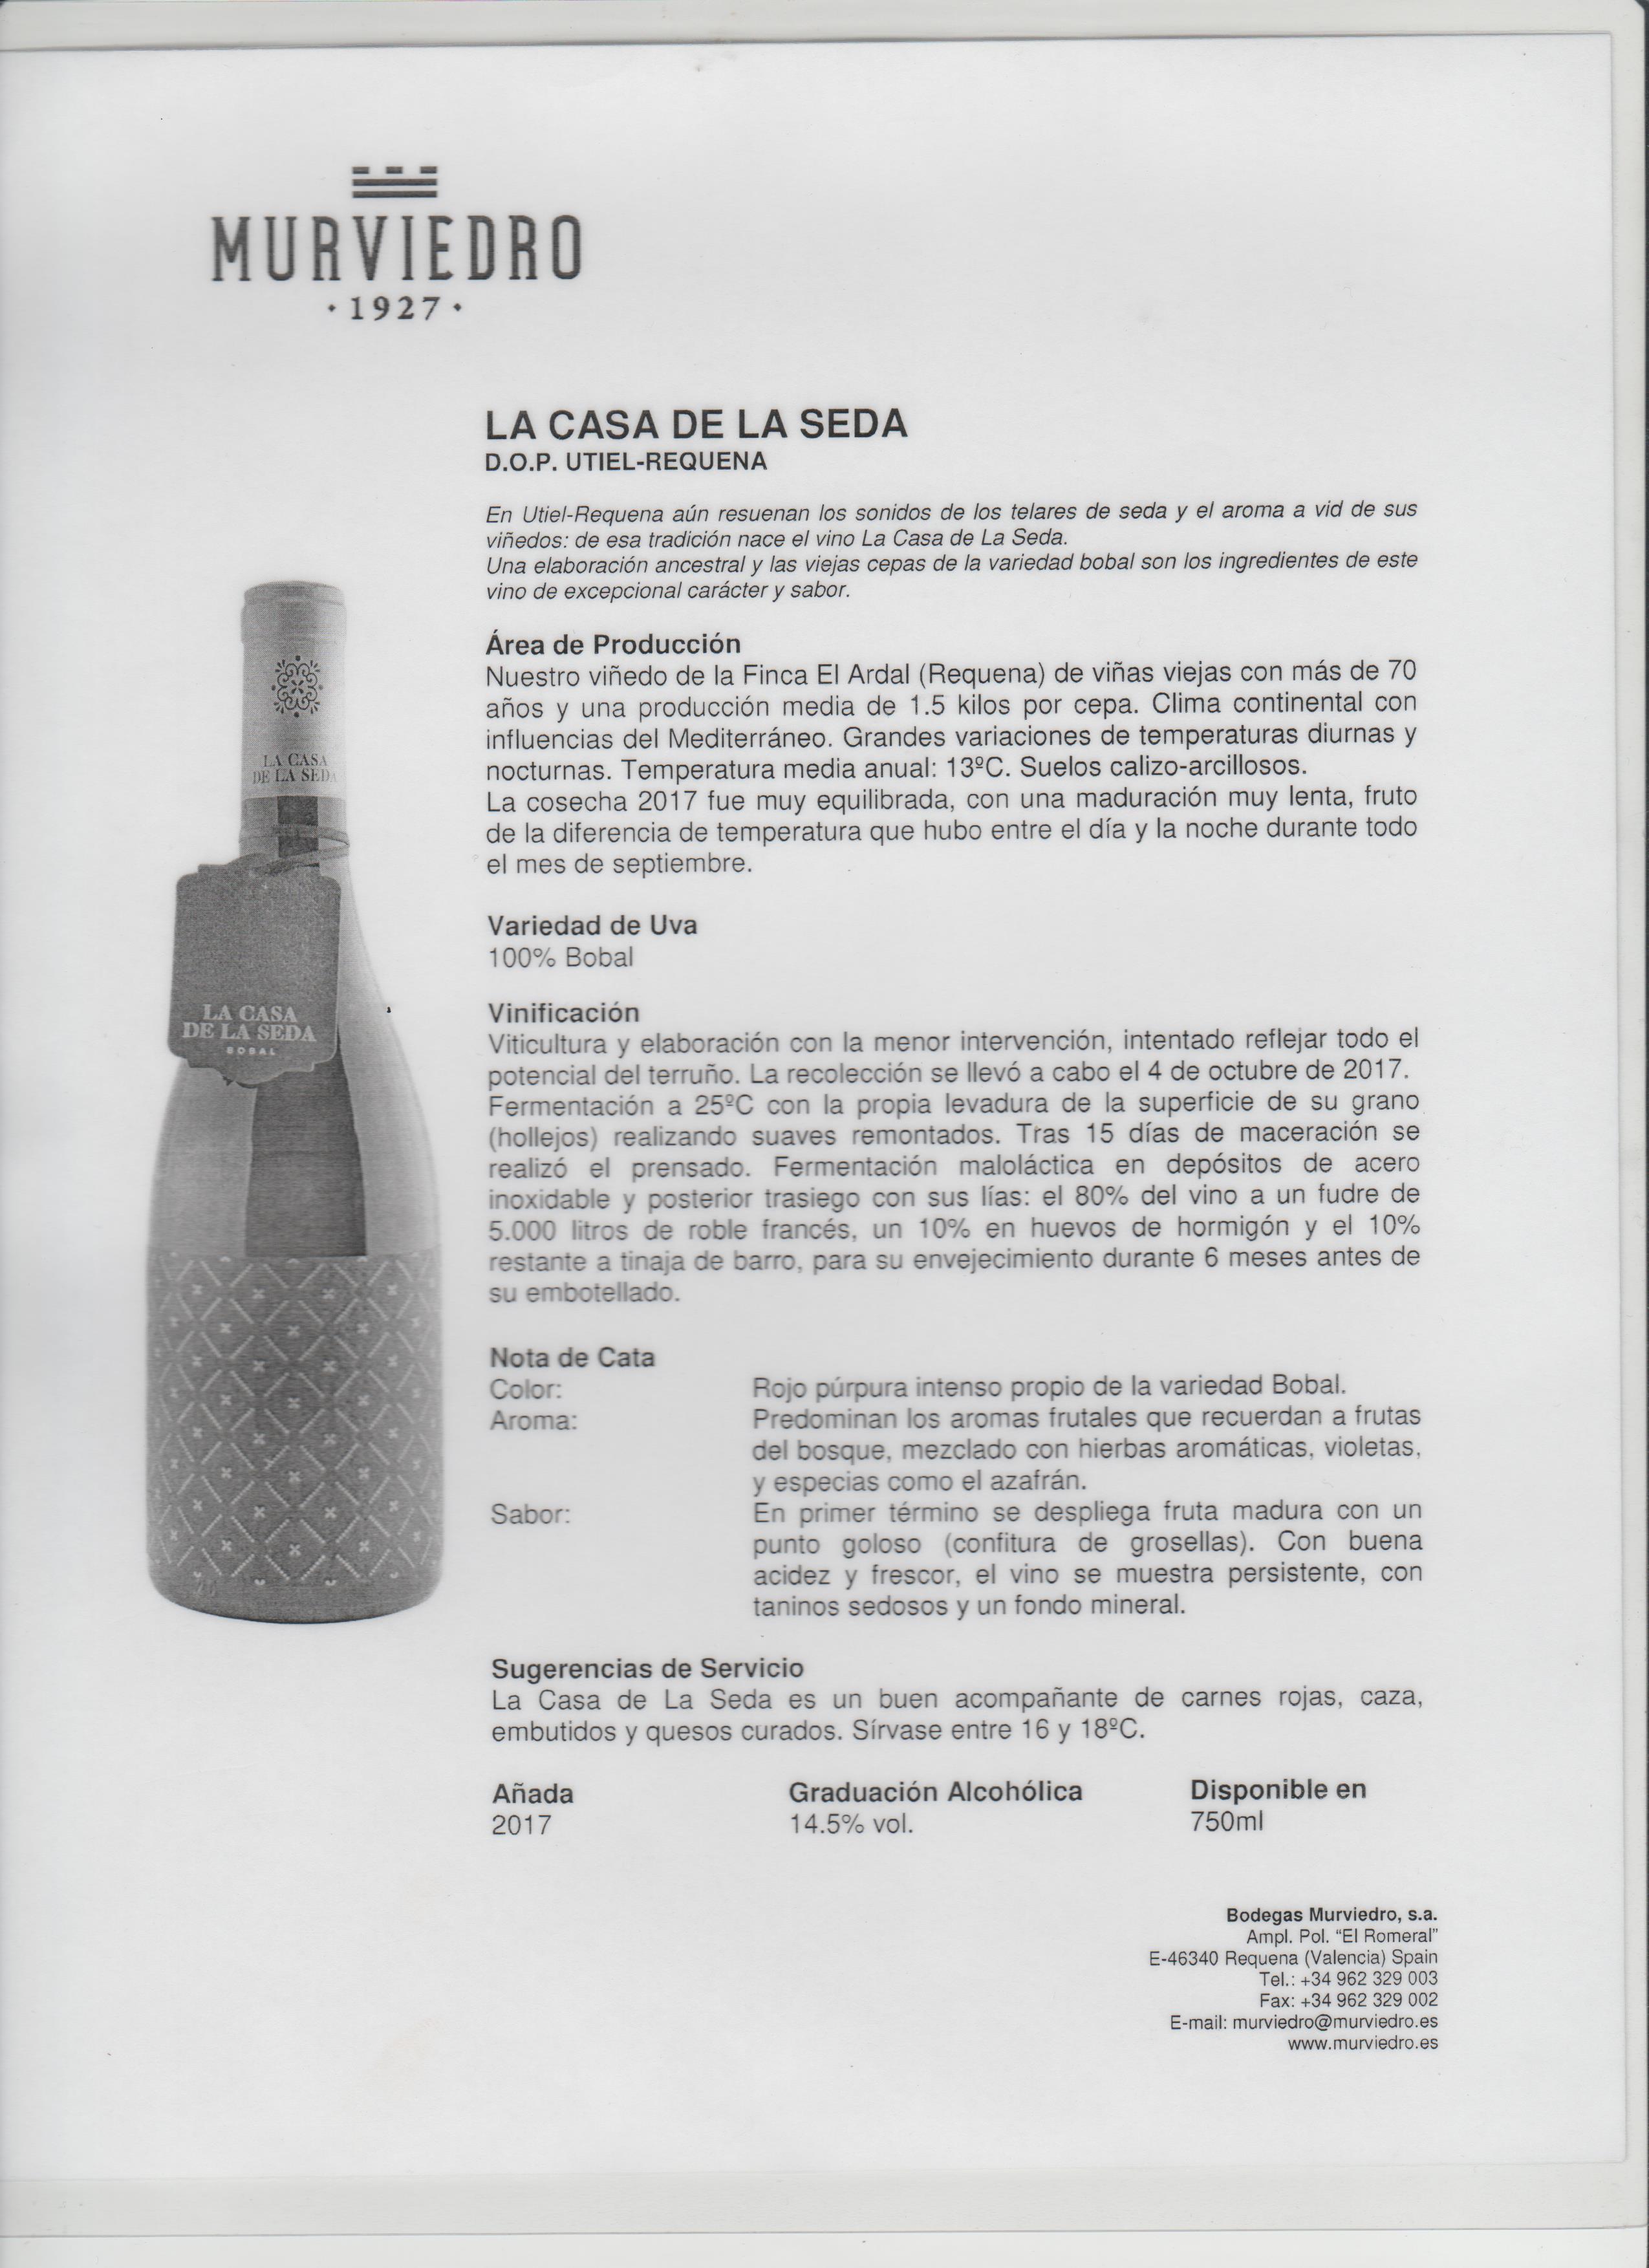 MURVIEDRO
· 1927 ·
LA CASA DE LA SEDA
D.O.P. UTIEL-REQUENA
En Utiel-Requena aún resuenan los sonidos de los telares de seda y el aroma a vid de sus
viñedos: de esa tradición nace el vino La Casa de La Seda.
Una elaboración ancestral y las viejas cepas de la variedad bobal son los ingredientes de este
vino de excepcional carácter y sabor.
Área de Producción
Nuestro viñedo de la Finca El Ardal (Requena) de viñas viejas con más de 70
años y una producción media de 1.5 kilos por cepa. Clima continental con
influencias del Mediterráneo. Grandes variaciones de temperaturas diurnas y
nocturnas. Temperatura media anual: 13ºC. Suelos calizo-arcillosos.
La cosecha 2017 fue muy equilibrada, con una maduración muy lenta, fruto
de la diferencia de temperatura que hubo entre el día y la noche durante todo
el mes de septiembre.
LA CASA
DE LA SEDA
LA CASA
DE LA SEDA
BOBAL
Variedad de Uva
100% Bobal
Vinificación
Viticultura y elaboración con la menor intervención, intentado reflejar todo el
potencial del terruño. La recolección se llevó a cabo el 4 de octubre de 2017.
Fermentación a 25ºC con la propia levadura de la superficie de su grano
(hollejos) realizando suaves remontados. Tras 15 días de maceración se
realizó el prensado. Fermentación maloláctica en depósitos de acero
inoxidable y posterior trasiego con sus lías: el 80% del vino a un fudre de
5.000 litros de roble francés, un 10% en huevos de hormigón y el 10%
restante a tinaja de barro, para su envejecimiento durante 6 meses antes de
su embotellado.
Nota de Cata
Color: Rojo púrpura intenso propio de la variedad Bobal.
Aroma: Predominan los aromas frutales que recuerdan a frutas
del bosque, mezclado con hierbas aromáticas, violetas,
y especias como el azafrán.
Sabor: En primer término se despliega fruta madura con un
punto goloso (confitura de grosellas). Con buena
acidez y frescor, el vino se muestra persistente, con
taninos sedosos y un fondo mineral.
Sugerencias de Servicio
La Casa de La Seda es un buen acompañante de carnes rojas, caza,
embutidos y quesos curados. Sírvase entre 16 y 18ºC.
Añada Graduación Alcohólica Disponible en
2017 14.5% vol. 750ml
Bodegas Murviedro, s.a.
Ampl. Pol. “El Romeral”
E-46340 Requena (Valencia) Spain
Tel.: +34 962 329 003
Fax: +34 962 329 002
E-mail: murviedro@murviedro.es
www.murviedro.es